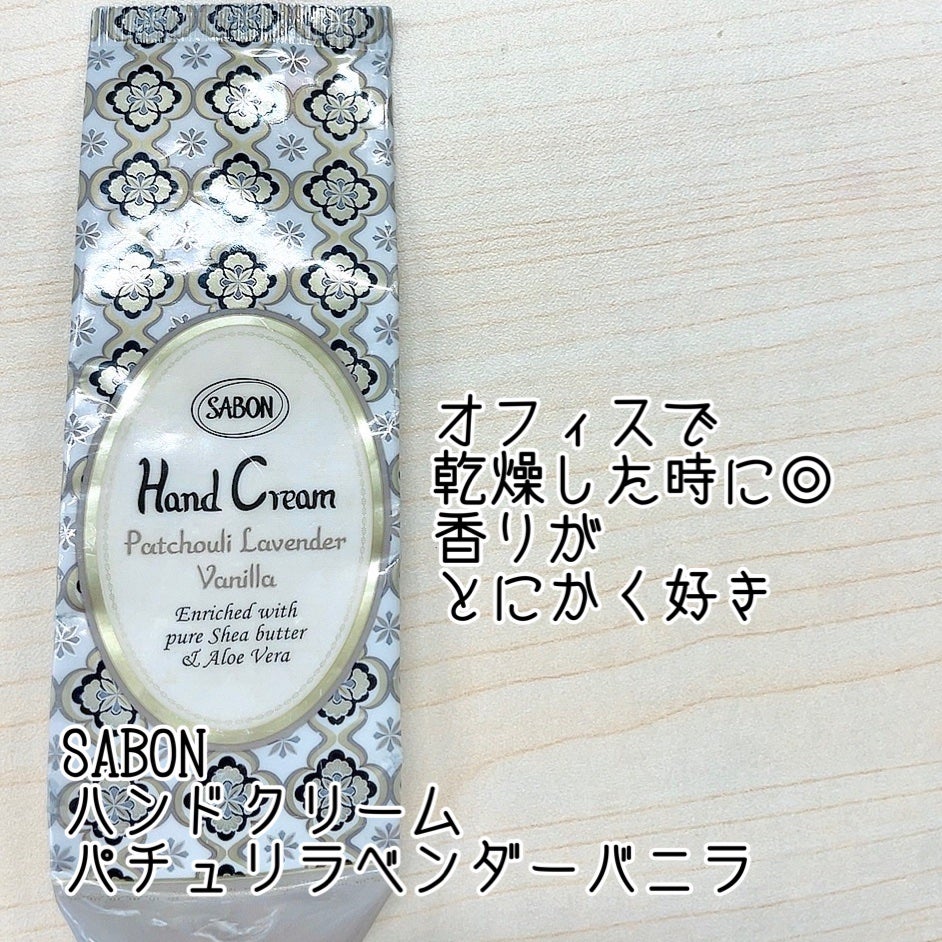 SABON
Hand Cream
Patchouli Lavender
Vanilla
Enriched with
pure Shea butter
& Aloe Vera
オフィスで
乾燥した時に◎
香りが
とにかく好き
SABON
ハンドクリーム
パチュリラベンダーバニラ